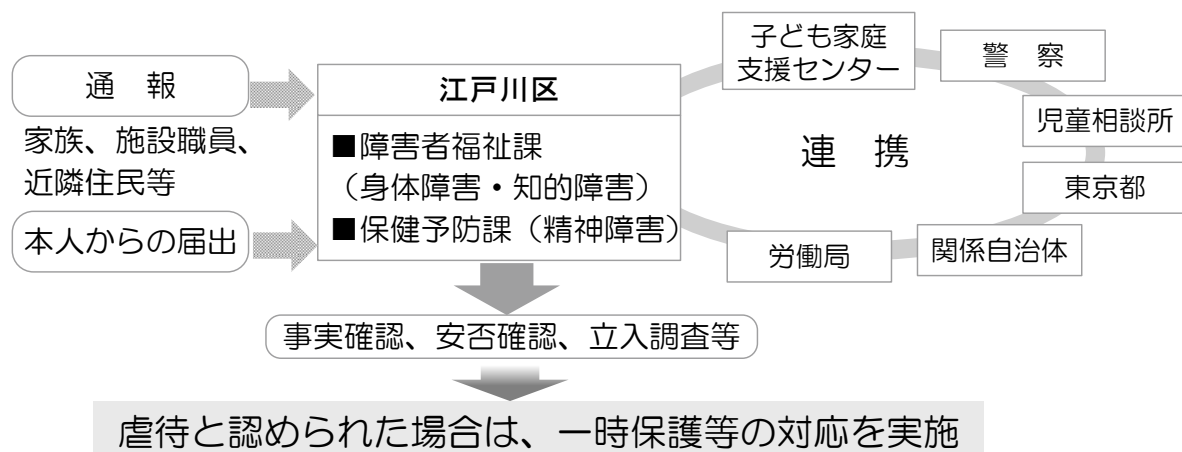 通 報
家族、施設職員、
近隣住民等
本人からの届出
江戸川区
■障害者福祉課
（身体障害・知的障害）
■保健予防課（精神障害）
子ども家庭
支援センター
警 察
児童相談所
東京都
関係自治体
労働局
連 携
事実確認、安否確認、立入調査等
虐待と認められた場合は、一時保護等の対応を実施